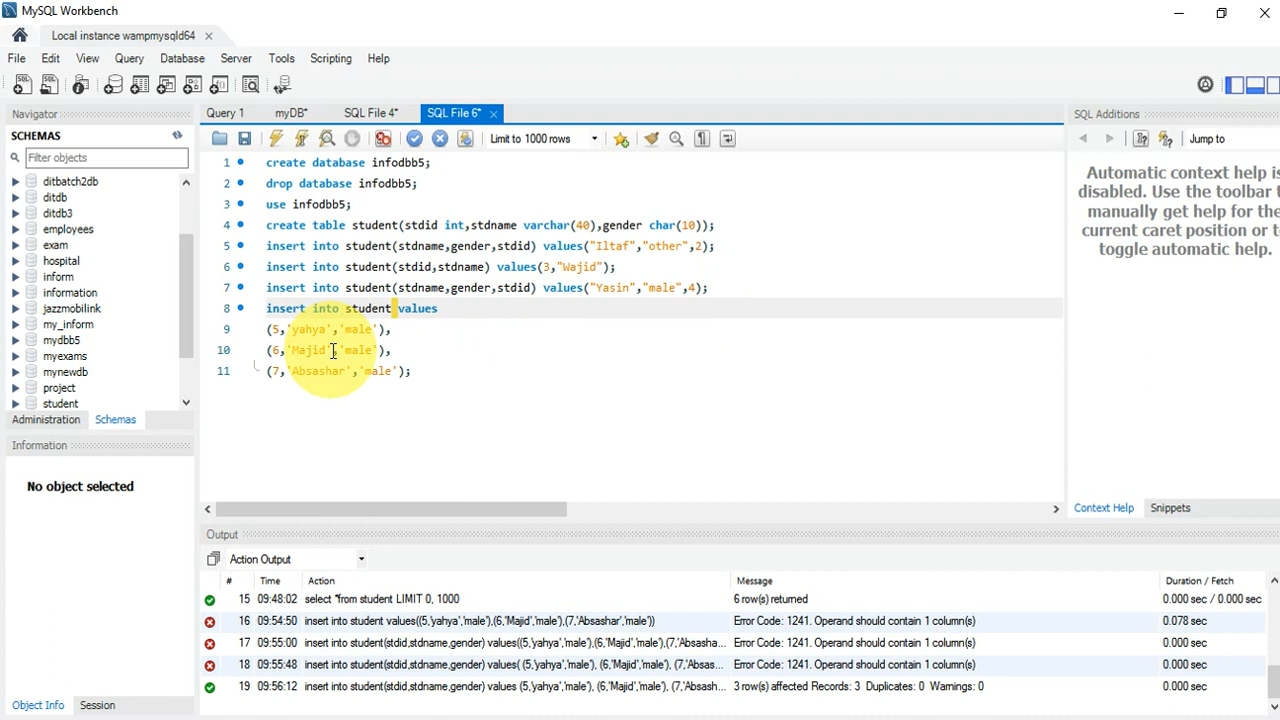 MySQL Workbench
Local instance wampmysqld64
File Edit View Query Database Server Tools Scripting Help
Navigator
SCHEMAS
Filter objects
ditbatch2db
ditdb
ditdb3
employees
exam
hospital
inform
information
jazzmobilink
my_inform
mydbb5
myexams
mynewdb
project
student
Administration Schemas
Information
No object selected
Object Info Session
Query 1 myDB* SQL File 4* SQL File 6*
Limit to 1000 rows
1 create database infodbb5;
2 drop database infodbb5;
3 use infodbb5;
4 create table student(stdid int,stdname varchar(40),gender char(10));
5 insert into student(stdname,gender,stdid) values("Iltaf","other",2);
6 insert into student(stdid,stdname) values(3,"Wajid");
7 insert into student(stdname,gender,stdid) values("Yasin","male",4);
8 insert into student values
9 (5,'yahya','male'),
10 (6,'Majid','male'),
11 (7,'Absashar','male');
SQL Additions
Jump to
Automatic context help is
disabled. Use the toolbar t
manually get help for the
current caret position or t
toggle automatic help.
Context Help Snippets
Output
Action Output
# Time Action Message Duration / Fetch
15 09:48:02 select *from student LIMIT 0, 1000 6 row(s) returned 0.000 sec / 0.000 sec
16 09:54:50 insert into student values((5,'yahya','male'),(6,'Majid','male'),(7,'Absashar','male')) Error Code: 1241. Operand should contain 1 column(s) 0.078 sec
17 09:55:00 insert into student(stdid,stdname,gender) values((5,'yahya','male'),(6,'Majid','male'),(7,'Absasha... Error Code: 1241. Operand should contain 1 column(s) 0.000 sec
18 09:55:48 insert into student(stdid,stdname,gender) values( (5,'yahya','male'), (6,'Majid','male'), (7,'Absas... Error Code: 1241. Operand should contain 1 column(s) 0.000 sec
19 09:56:12 insert into student(stdid,stdname,gender) values (5,'yahya','male'), (6,'Majid','male'), (7,'Absash... 3 row(s) affected Records: 3 Duplicates: 0 Warnings: 0 0.000 sec